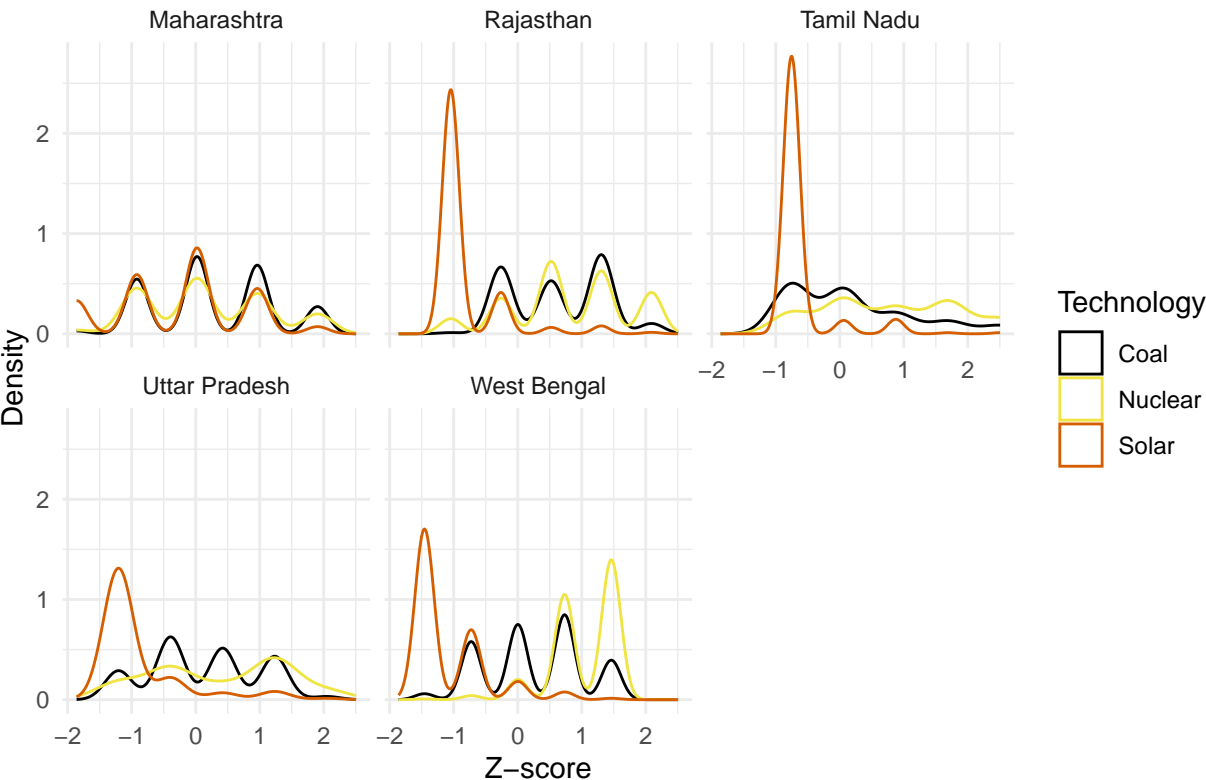 Maharashtra Rajasthan Tamil Nadu
2
1
0
−2 −1 0 1 2
Uttar Pradesh West Bengal
2
1
0
−2 −1 0 1 2 −2 −1 0 1 2
Z−score
Density
Technology
Coal
Nuclear
Solar